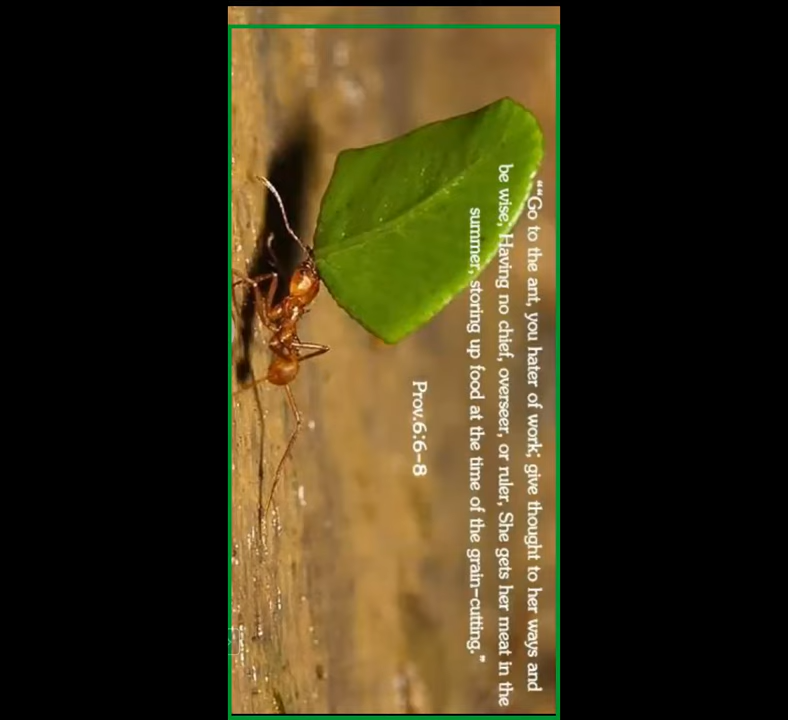 ““Go to the ant, you hater of work; give thought to her ways and
be wise; Having no chief, overseer, or ruler, She gets her meat in the
summer, storing up food at the time of the grain-cutting."
Prov.6:6-8